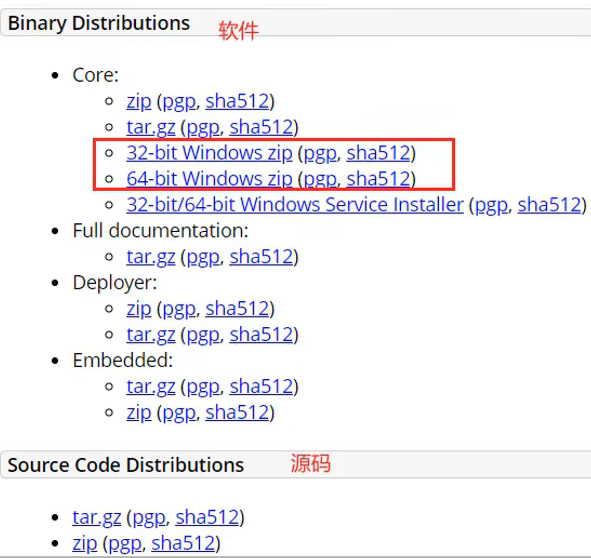 Binary Distributions 软件
Core:
zip (pgp, sha512)
tar.gz (pgp, sha512)
32-bit Windows zip (pgp, sha512)
64-bit Windows zip (pgp, sha512)
32-bit/64-bit Windows Service Installer (pgp, sha512)
Full documentation:
tar.gz (pgp, sha512)
Deployer:
zip (pgp, sha512)
tar.gz (pgp, sha512)
Embedded:
tar.gz (pgp, sha512)
zip (pgp, sha512)
Source Code Distributions 源码
tar.gz (pgp, sha512)
zip (pgp, sha512)